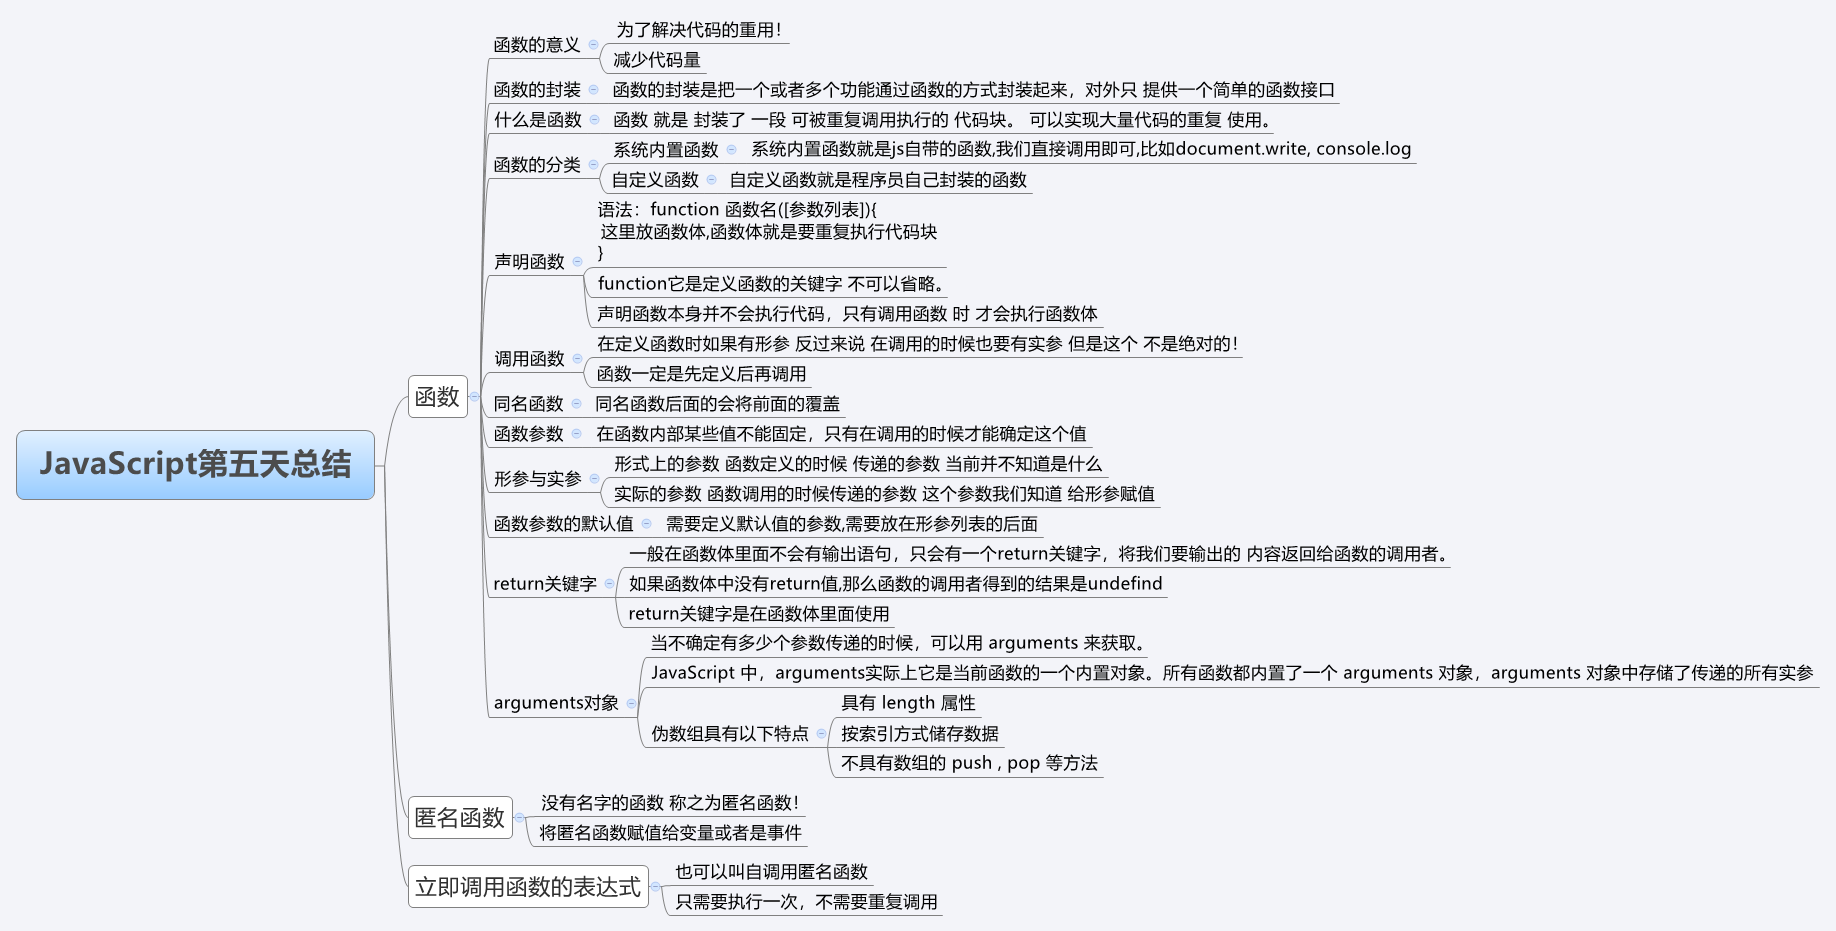 JavaScript第五天总结
函数
函数的意义
为了解决代码的重用！
减少代码量
函数的封装
函数的封装是把一个或者多个功能通过函数的方式封装起来，对外只 提供一个简单的函数接口
什么是函数
函数 就是 封装了 一段 可被重复调用执行的 代码块。 可以实现大量代码的重复 使用。
函数的分类
系统内置函数
系统内置函数就是js自带的函数,我们直接调用即可,比如document.write, console.log
自定义函数
自定义函数就是程序员自己封装的函数
声明函数
语法：function 函数名([参数列表]){
这里放函数体,函数体就是要重复执行代码块
}
function它是定义函数的关键字 不可以省略。
声明函数本身并不会执行代码，只有调用函数 时 才会执行函数体
调用函数
在定义函数时如果有形参 反过来说 在调用的时候也要有实参 但是这个 不是绝对的！
函数一定是先定义后再调用
同名函数
同名函数后面的会将前面的覆盖
函数参数
在函数内部某些值不能固定，只有在调用的时候才能确定这个值
形参与实参
形式上的参数 函数定义的时候 传递的参数 当前并不知道是什么
实际的参数 函数调用的时候传递的参数 这个参数我们知道 给形参赋值
函数参数的默认值
需要定义默认值的参数,需要放在形参列表的后面
return关键字
一般在函数体里面不会有输出语句，只会有一个return关键字，将我们要输出的 内容返回给函数的调用者。
如果函数体中没有return值,那么函数的调用者得到的结果是undefind
return关键字是在函数体里面使用
arguments对象
当不确定有多少个参数传递的时候，可以用 arguments 来获取。
JavaScript 中，arguments实际上它是当前函数的一个内置对象。所有函数都内置了一个 arguments 对象，arguments 对象中存储了传递的所有实参
伪数组具有以下特点
具有 length 属性
按索引方式储存数据
不具有数组的 push , pop 等方法
匿名函数
没有名字的函数 称之为匿名函数！
将匿名函数赋值给变量或者是事件
立即调用函数的表达式
也可以叫自调用匿名函数
只需要执行一次，不需要重复调用